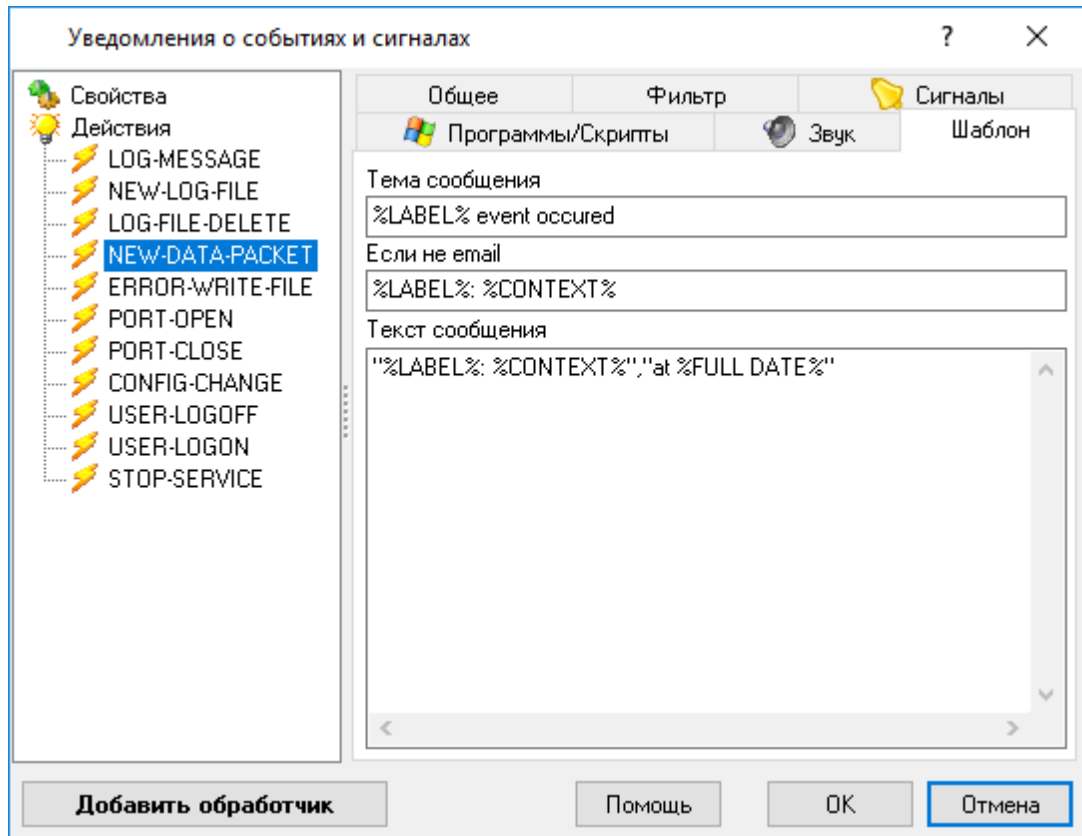 Уведомления о событиях и сигналах
?
Свойства
Действия
LOG-MESSAGE
NEW-LOG-FILE
LOG-FILE-DELETE
NEW-DATA-PACKET
ERROR-WRITE-FILE
PORT-OPEN
PORT-CLOSE
CONFIG-CHANGE
USER-LOGOFF
USER-LOGON
STOP-SERVICE
Общее Фильтр Сигналы
Программы/Скрипты Звук Шаблон
Тема сообщения
%LABEL% event occured
Если не email
%LABEL%: %CONTEXT%
Текст сообщения
"%LABEL%: %CONTEXT%","at %FULL DATE%"
Добавить обработчик Помощь OK Отмена